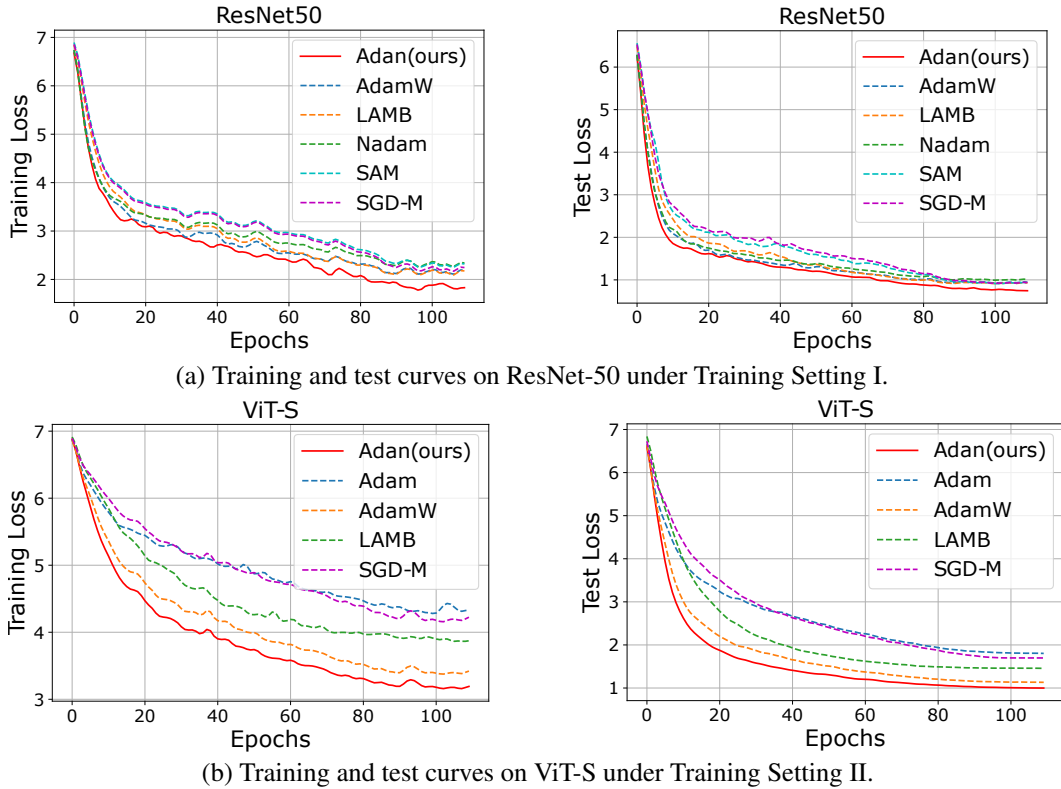 ResNet50
7
6
5
4
3
2
0 20 40 60 80 100
Training Loss
Epochs
Adan(ours)
AdamW
LAMB
Nadam
SAM
SGD-M
ResNet50
6
5
4
3
2
1
0 20 40 60 80 100
Test Loss
Epochs
Adan(ours)
AdamW
LAMB
Nadam
SAM
SGD-M
(a) Training and test curves on ResNet-50 under Training Setting I.
ViT-S
7
6
5
4
3
0 20 40 60 80 100
Training Loss
Epochs
Adan(ours)
Adam
AdamW
LAMB
SGD-M
ViT-S
7
6
5
4
3
2
1
0 20 40 60 80 100
Test Loss
Epochs
Adan(ours)
Adam
AdamW
LAMB
SGD-M
(b) Training and test curves on ViT-S under Training Setting II.